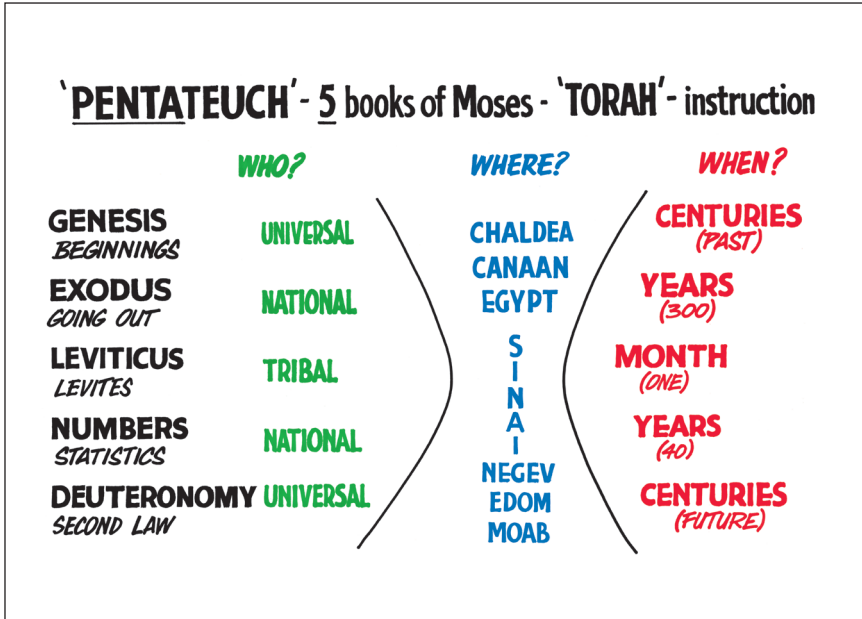 'PENTATEUCH' - 5 books of Moses - 'TORAH' - instruction
WHO? WHERE? WHEN?
GENESIS
BEGINNINGS
UNIVERSAL
EXODUS
GOING OUT
NATIONAL
LEVITICUS
LEVITES
TRIBAL
NUMBERS
STATISTICS
NATIONAL
DEUTERONOMY
SECOND LAW
UNIVERSAL
CHALDEA
CANAAN
EGYPT
S
I
N
A
I
NEGEV
EDOM
MOAB
CENTURIES
(PAST)
YEARS
(300)
MONTH
(ONE)
YEARS
(40)
CENTURIES
(FUTURE)